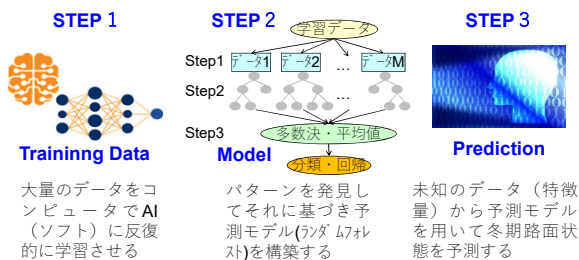 STEP 1
Traininng Data
大量のデータをコ
ンピュータでAI
（ソフト）に反復
的に学習させる
STEP 2
学習データ
Step1
ﾃﾞｰﾀ1
ﾃﾞｰﾀ2
…
ﾃﾞｰﾀM
Step2
…
Step3
多数決・平均値
分類・回帰
Model
パターンを発見し
てそれに基づき予
測モデル(ﾗﾝﾀﾞﾑﾌｫﾚ
ｽﾄ)を構築する
STEP 3
Prediction
未知のデータ（特徴
量）から予測モデル
を用いて冬期路面状
態を予測する